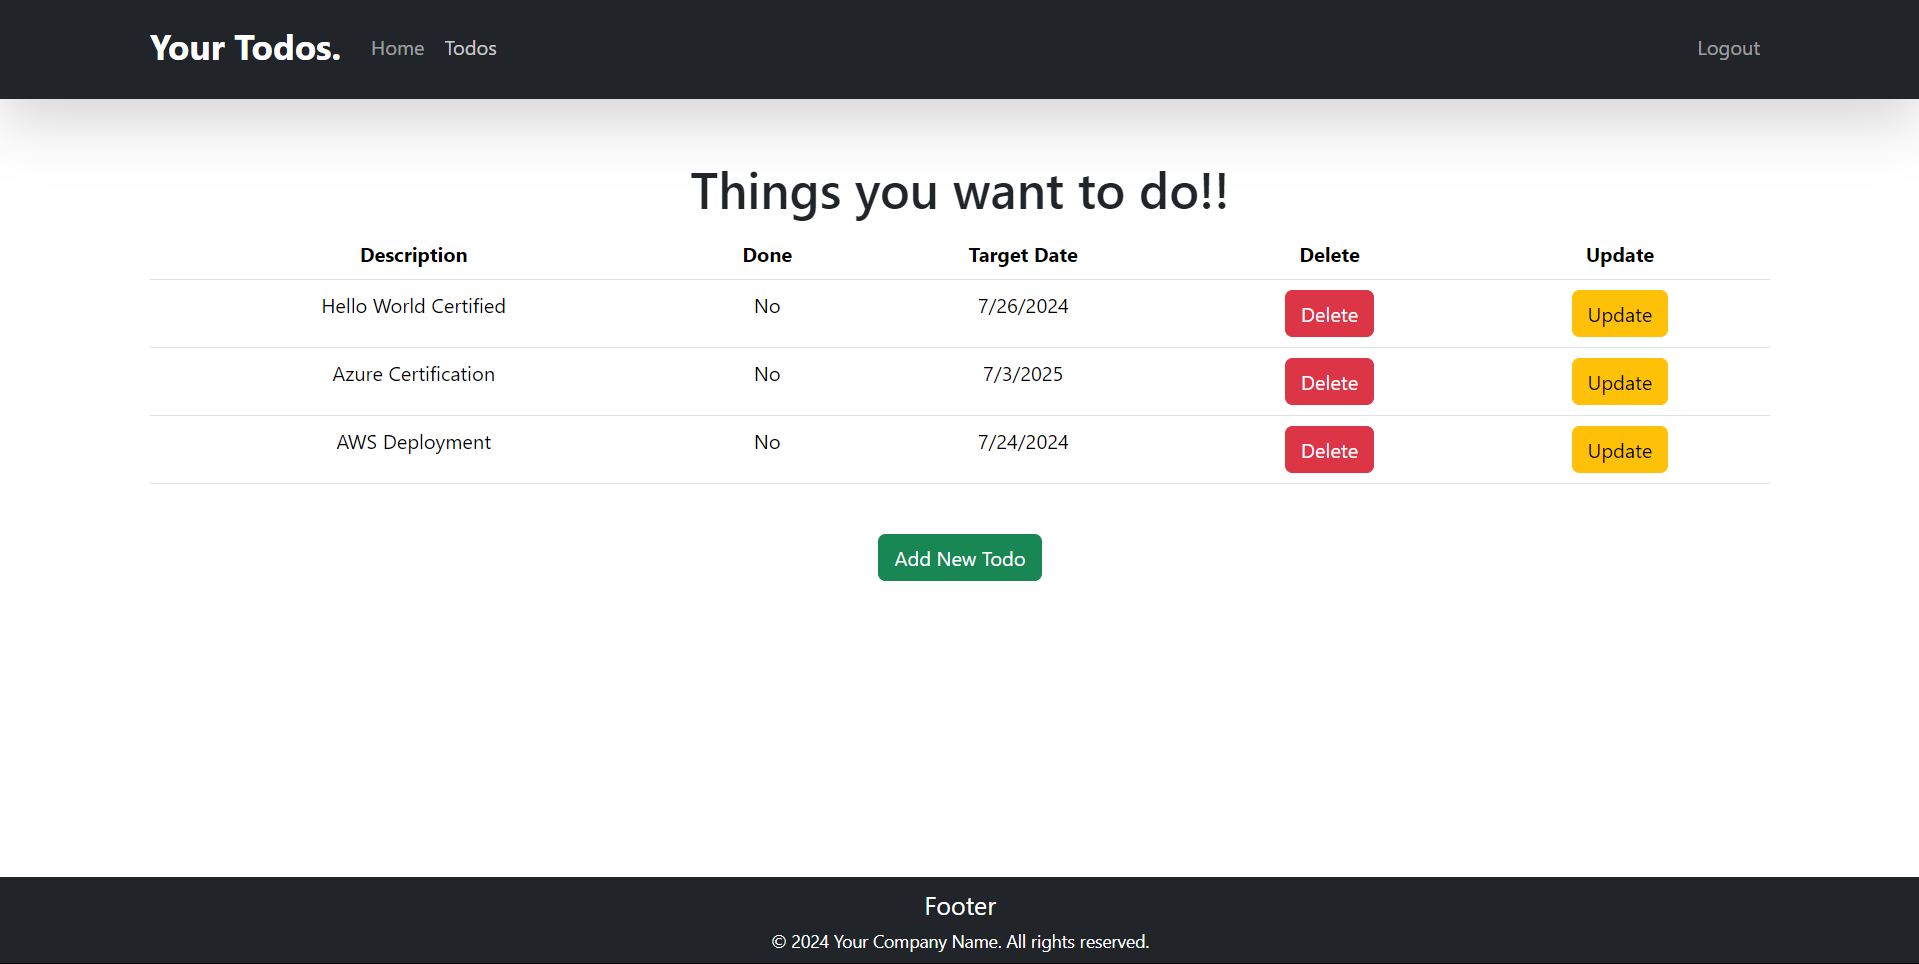 Your Todos. Home Todos Logout
Things you want to do!!
Description Done Target Date Delete Update
Hello World Certified No 7/26/2024 Delete Update
Azure Certification No 7/3/2025 Delete Update
AWS Deployment No 7/24/2024 Delete Update
Add New Todo
Footer
© 2024 Your Company Name. All rights reserved.